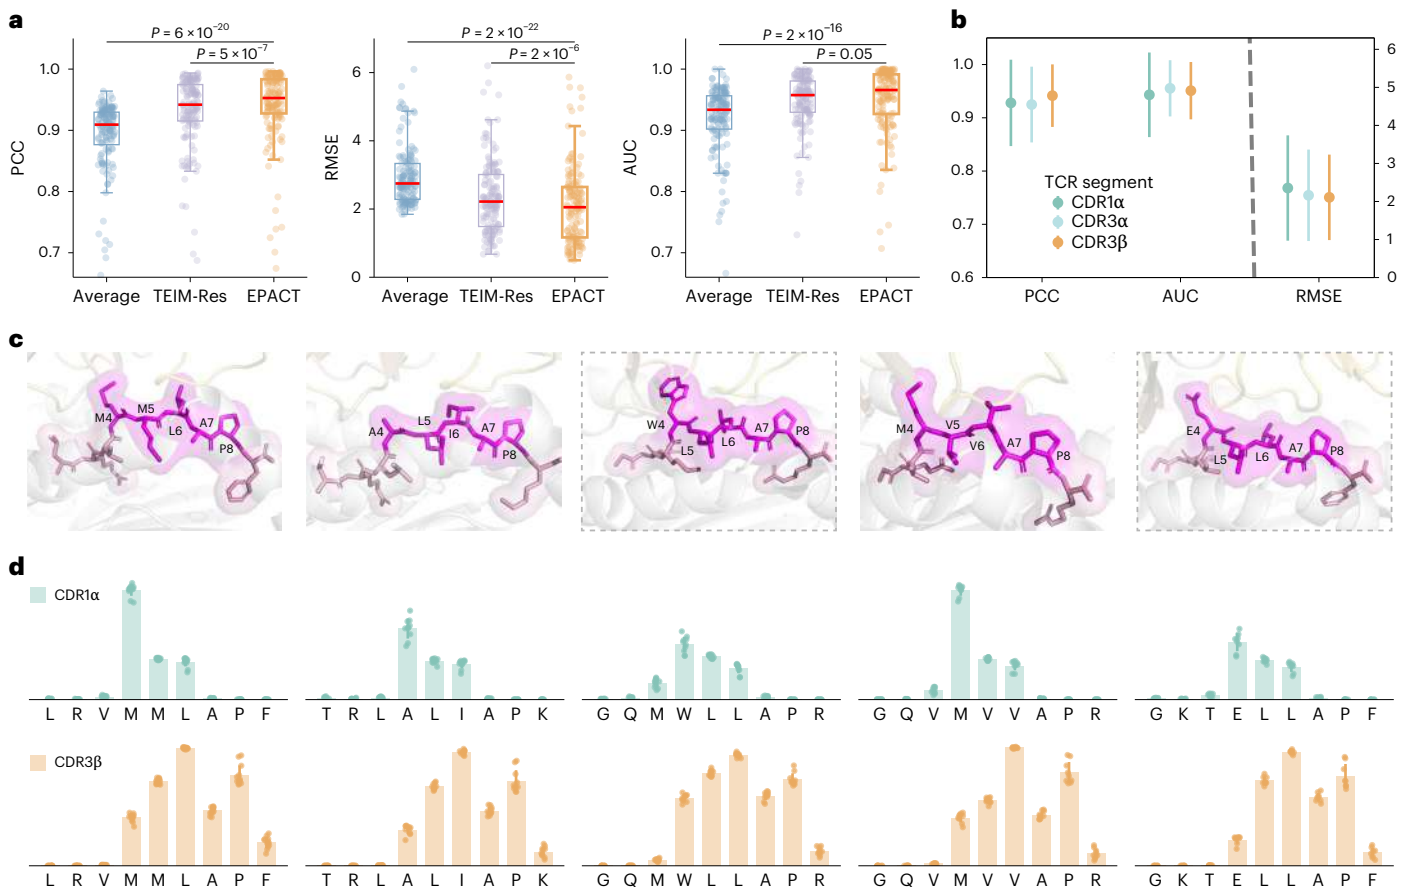 a
P = 6 × 10⁻²⁰
P = 5 × 10⁻⁷
PCC
1.0
0.9
0.8
0.7
Average TEIM-Res EPACT
P = 2 × 10⁻²²
P = 2 × 10⁻⁶
RMSE
6
4
2
0
Average TEIM-Res EPACT
P = 2 × 10⁻¹⁶
P = 0.05
AUC
1.0
0.9
0.8
0.7
Average TEIM-Res EPACT
b
1.0
0.9
0.8
0.7
0.6
TCR segment
CDR1α
CDR3α
CDR3β
6
5
4
3
2
1
0
PCC AUC RMSE
c
M4 M5 L6 A7 P8
A4 L5 I6 A7 P8
W4 L5 L6 A7 P8
M4 V5 V6 A7 P8
E4 L5 L6 A7 P8
d
CDR1α
L R V M M L A P F
T R L A L I A P K
G Q M W L L A P R
G Q V M V V A P R
G K T E L L A P F
CDR3β
L R V M M L A P F
T R L A L I A P K
G Q M W L L A P R
G Q V M V V A P R
G K T E L L A P F